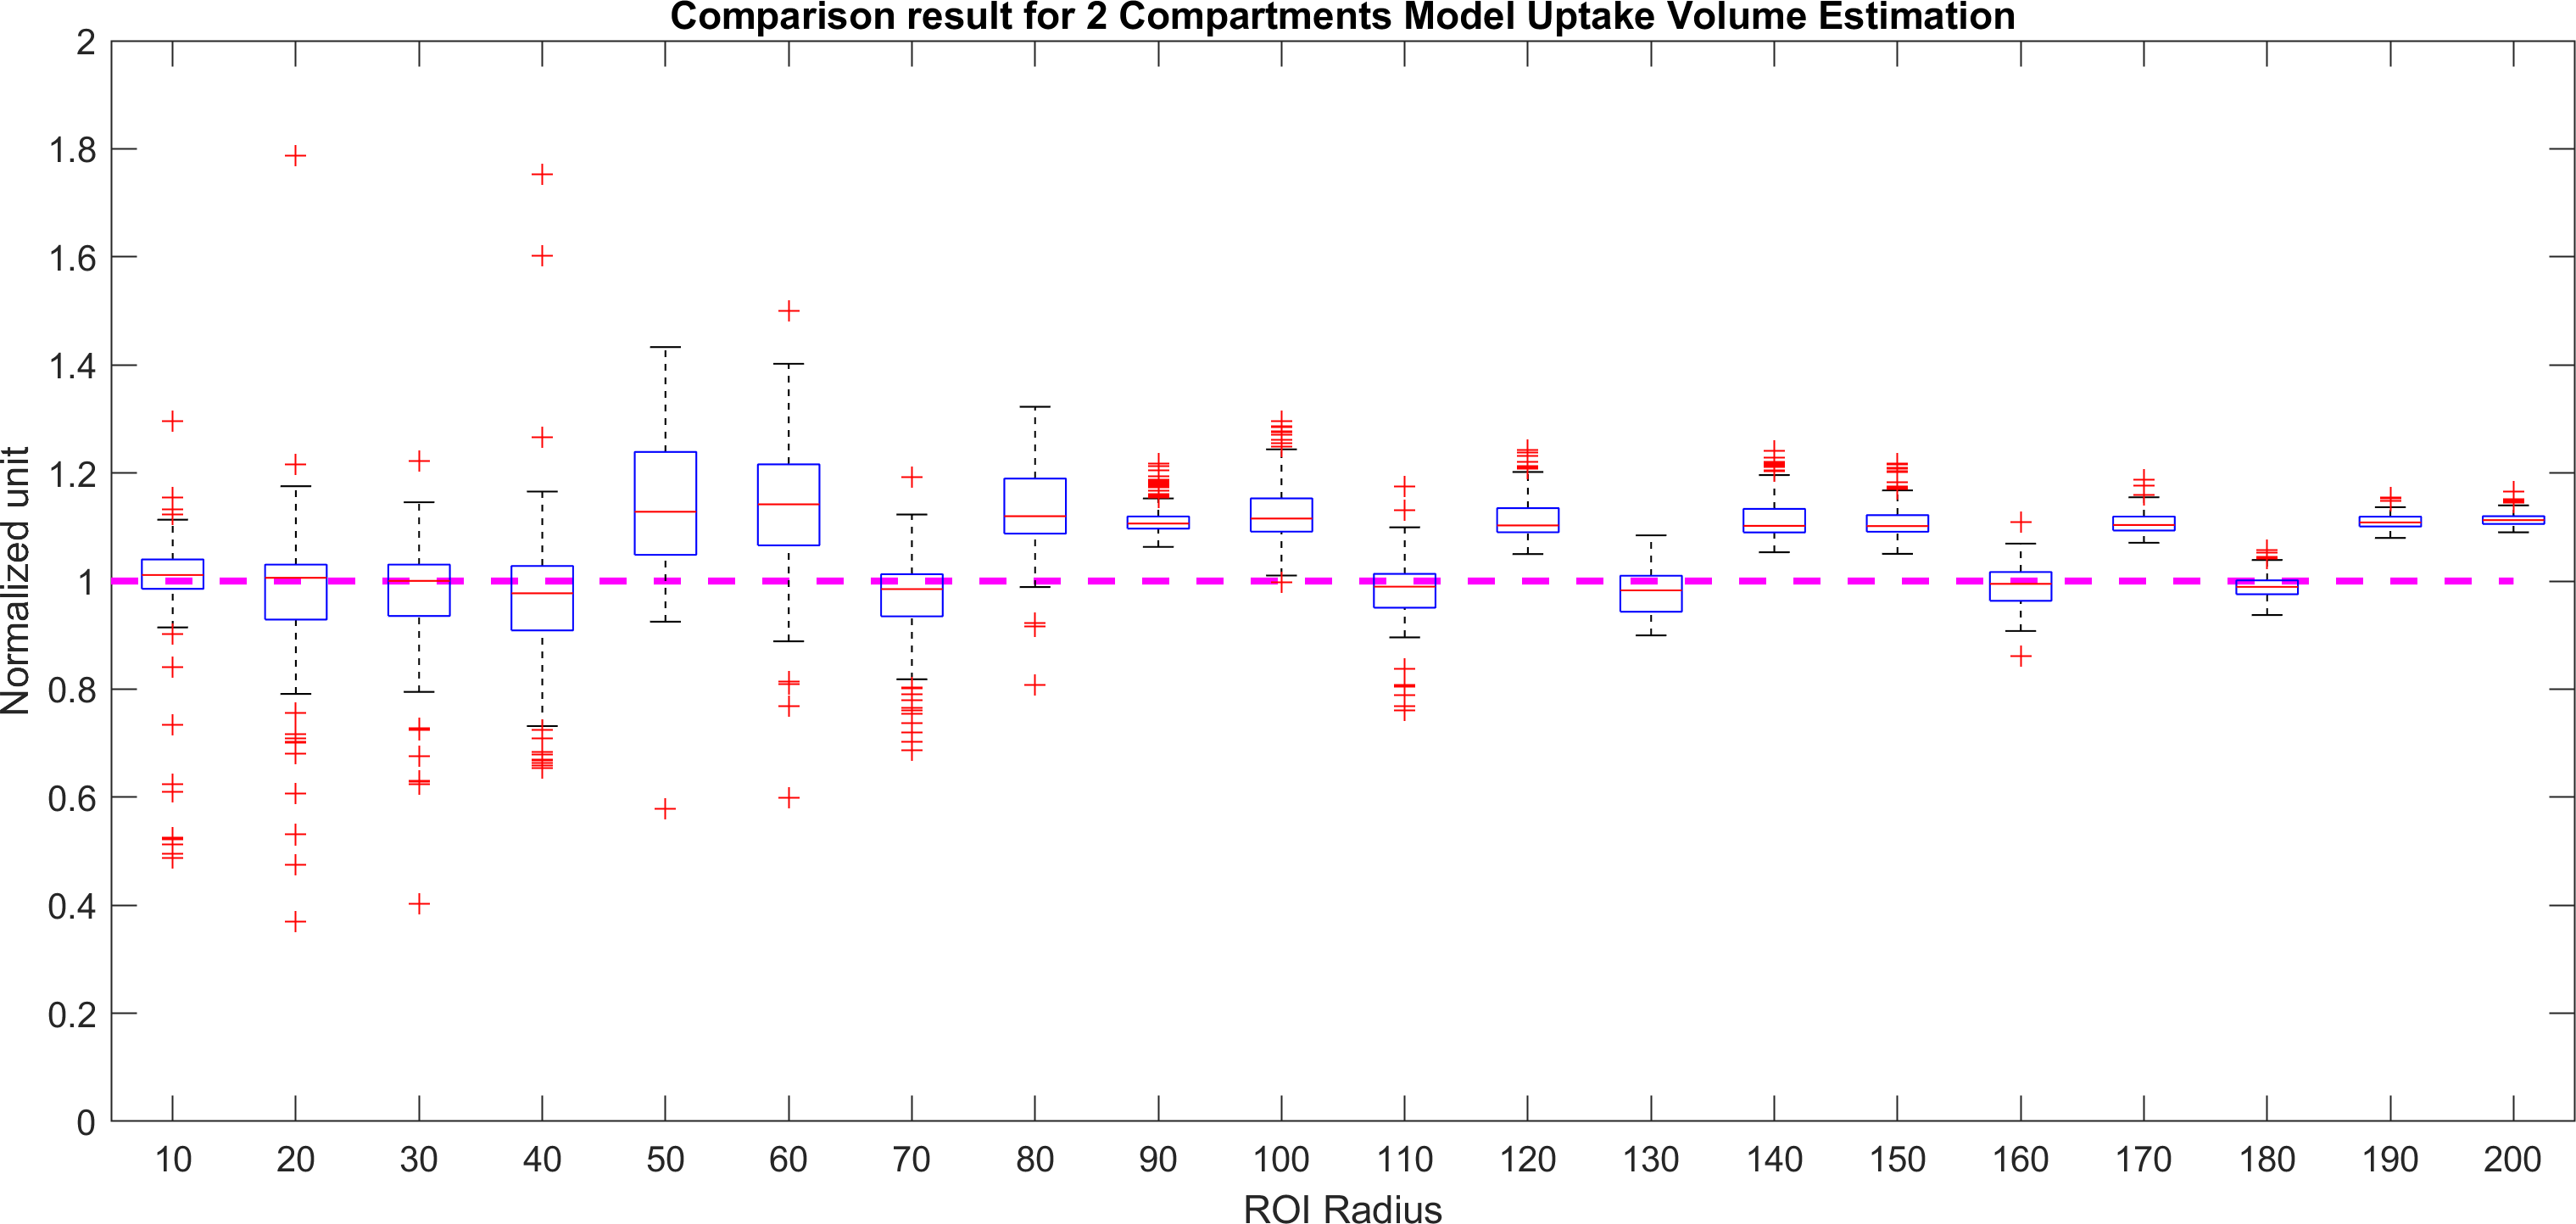 Comparison result for 2 Compartments Model Uptake Volume Estimation
Normalized unit
2
1.8
1.6
1.4
1.2
1
0.8
0.6
0.4
0.2
0
10 20 30 40 50 60 70 80 90 100 110 120 130 140 150 160 170 180 190 200
ROI Radius